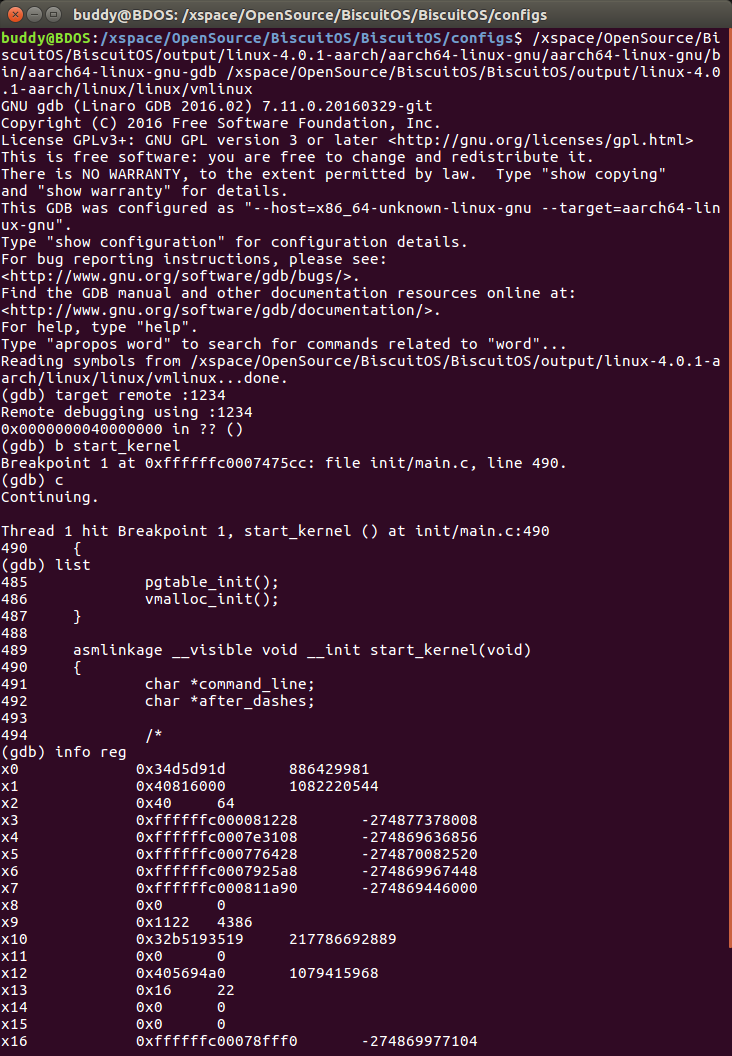 buddy@BDOS: /xspace/OpenSource/BiscuitOS/BiscuitOS/configs
buddy@BDOS:/xspace/OpenSource/BiscuitOS/BiscuitOS/configs$ /xspace/OpenSource/Bi
scuitOS/BiscuitOS/output/linux-4.0.1-aarch/aarch64-linux-gnu/aarch64-linux-gnu/b
in/aarch64-linux-gnu-gdb /xspace/OpenSource/BiscuitOS/BiscuitOS/output/linux-4.0
.1-aarch/linux/linux/vmlinux
GNU gdb (Linaro GDB 2016.02) 7.11.0.20160329-git
Copyright (C) 2016 Free Software Foundation, Inc.
License GPLv3+: GNU GPL version 3 or later <http://gnu.org/licenses/gpl.html>
This is free software: you are free to change and redistribute it.
There is NO WARRANTY, to the extent permitted by law.  Type "show copying"
and "show warranty" for details.
This GDB was configured as "--host=x86_64-unknown-linux-gnu --target=aarch64-lin
ux-gnu".
Type "show configuration" for configuration details.
For bug reporting instructions, please see:
<http://www.gnu.org/software/gdb/bugs/>.
Find the GDB manual and other documentation resources online at:
<http://www.gnu.org/software/gdb/documentation/>.
For help, type "help".
Type "apropos word" to search for commands related to "word"...
Reading symbols from /xspace/OpenSource/BiscuitOS/BiscuitOS/output/linux-4.0.1-a
arch/linux/linux/vmlinux...done.
(gdb) target remote :1234
Remote debugging using :1234
0x0000000040000000 in ?? ()
(gdb) b start_kernel
Breakpoint 1 at 0xffffffc0007475cc: file init/main.c, line 490.
(gdb) c
Continuing.
Thread 1 hit Breakpoint 1, start_kernel () at init/main.c:490
490     {
(gdb) list
485             pgtable_init();
486             vmalloc_init();
487     }
488
489     asmlinkage __visible void __init start_kernel(void)
490     {
491             char *command_line;
492             char *after_dashes;
493
494             /*
(gdb) info reg
x0             0x34d5d91d       886429981
x1             0x40816000       1082220544
x2             0x40     64
x3             0xffffffc000081228       -274877378008
x4             0xffffffc0007e3108       -274869636856
x5             0xffffffc000776428       -274870082520
x6             0xffffffc0007925a8       -274869967448
x7             0xffffffc000811a90       -274869446000
x8             0x0      0
x9             0x1122   4386
x10            0x32b5193519     217786692889
x11            0x0      0
x12            0x405694a0       1079415968
x13            0x16     22
x14            0x0      0
x15            0x0      0
x16            0xffffffc00078fff0       -274869977104